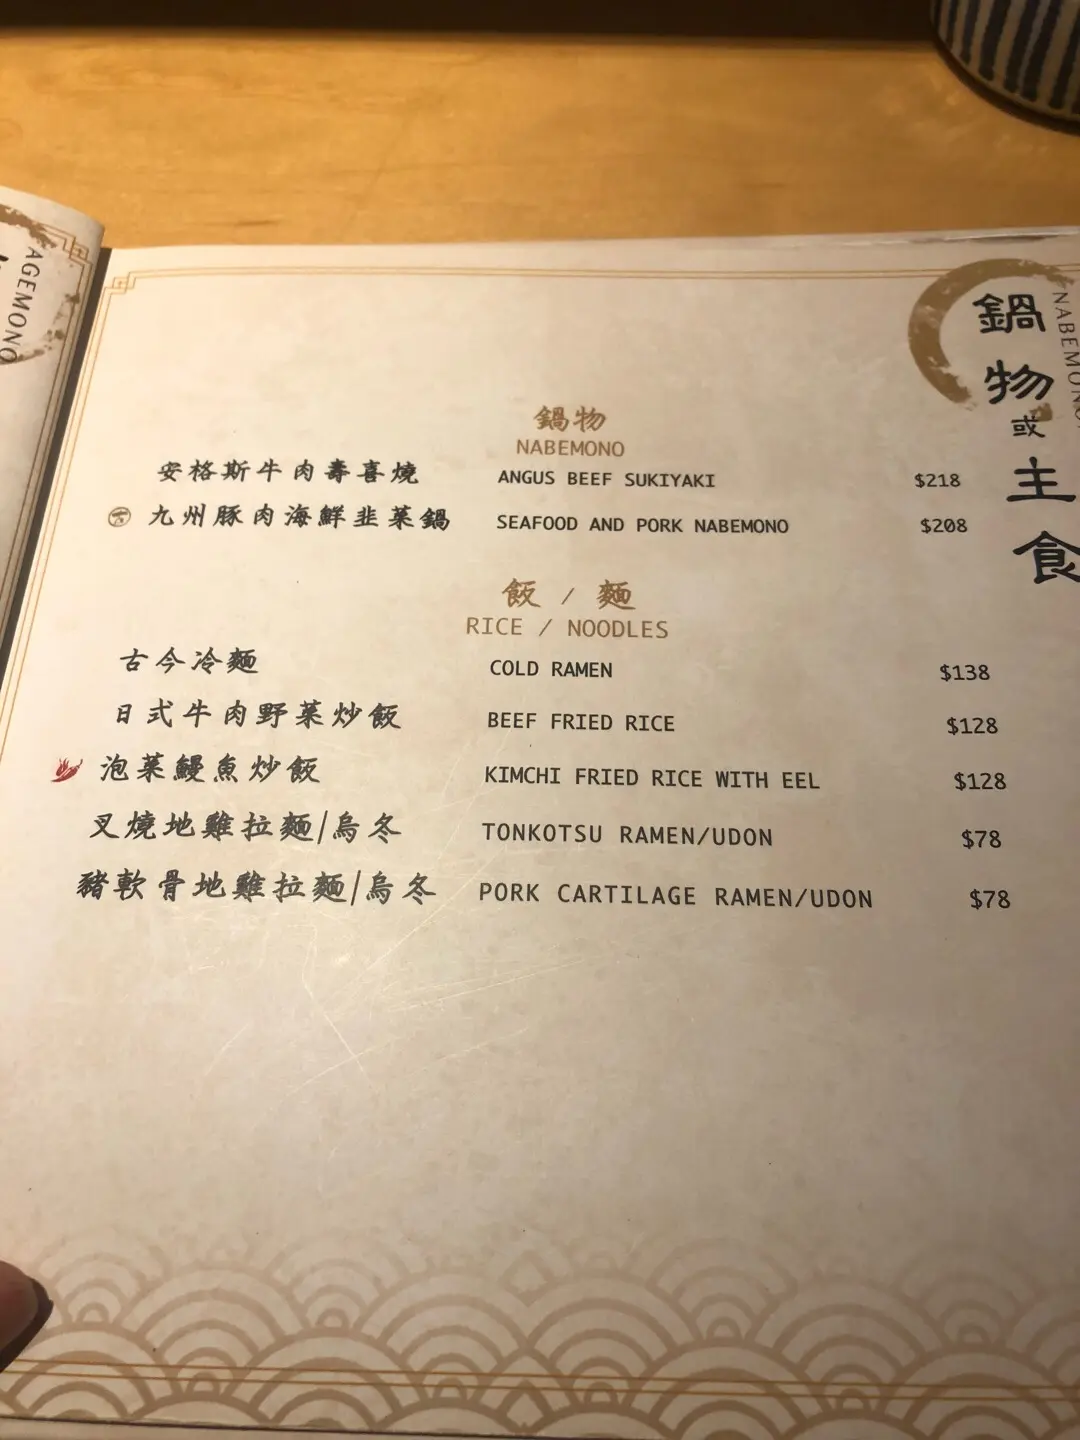 AGEMONO
鍋物或主食
NABEMONO
鍋物
NABEMONO
安格斯牛肉壽喜燒 ANGUS BEEF SUKIYAKI $218
九州豚肉海鮮韭菜鍋 SEAFOOD AND PORK NABEMONO $208
飯 / 麵
RICE / NOODLES
古今冷麵 COLD RAMEN $138
日式牛肉野菜炒飯 BEEF FRIED RICE $128
泡菜鰻魚炒飯 KIMCHI FRIED RICE WITH EEL $128
叉燒地雞拉麵/烏冬 TONKOTSU RAMEN/UDON $78
豬軟骨地雞拉麵/烏冬 PORK CARTILAGE RAMEN/UDON $78